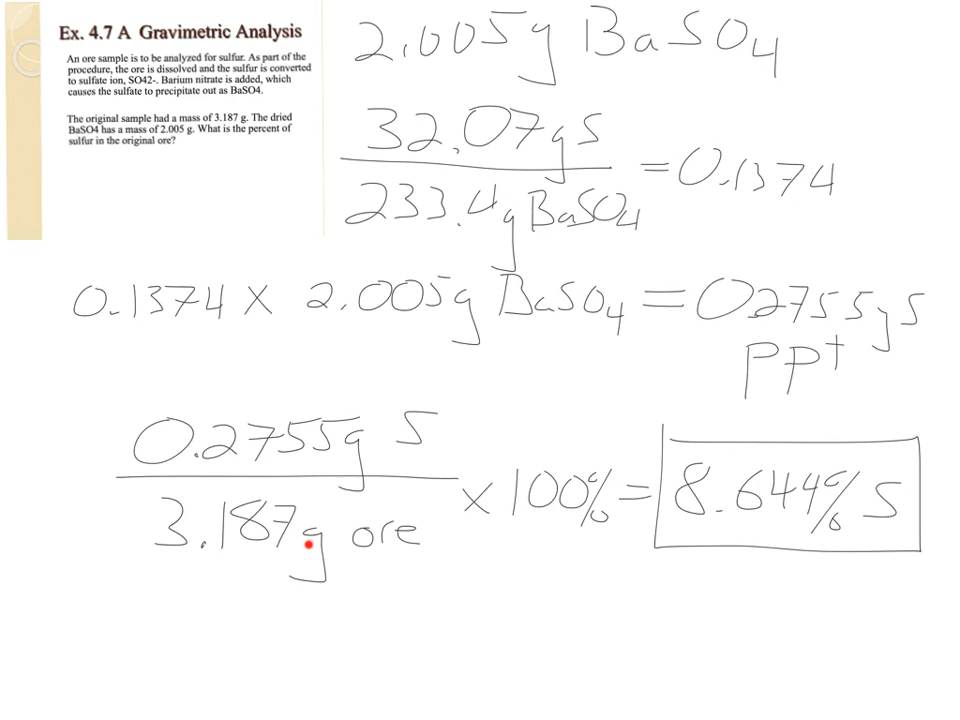 Ex. 4.7 A Gravimetric Analysis
An ore sample is to be analyzed for sulfur. As part of the
procedure, the ore is dissolved and the sulfur is converted
to sulfate ion, SO42-. Barium nitrate is added, which
causes the sulfate to precipitate out as BaSO4.
The original sample had a mass of 3.187 g. The dried
BaSO4 has a mass of 2.005 g. What is the percent of
sulfur in the original ore?
2.005g BaSO4
32.07g S
233.4g BaSO4
=0.1374
0.1374 x 2.005g BaSO4 = 02755g S
ppt
0.2755g S
3.187g ore
x 100% = 8.644% S